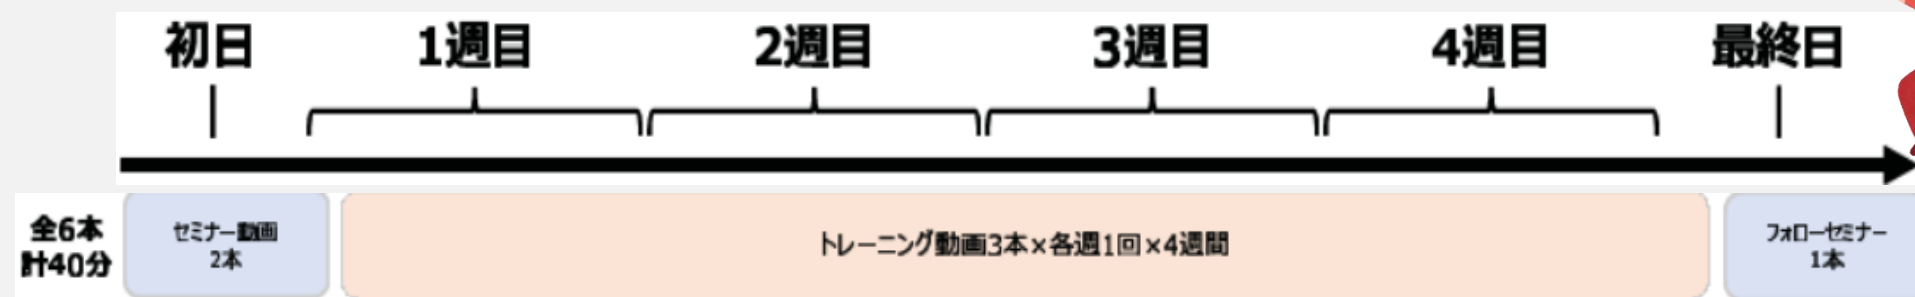 初日 1週目 2週目 3週目 4週目 最終日
全6本
計40分
セミナー動画
2本
トレーニング動画3本×各週1回×4週間
フォローセミナー
1本